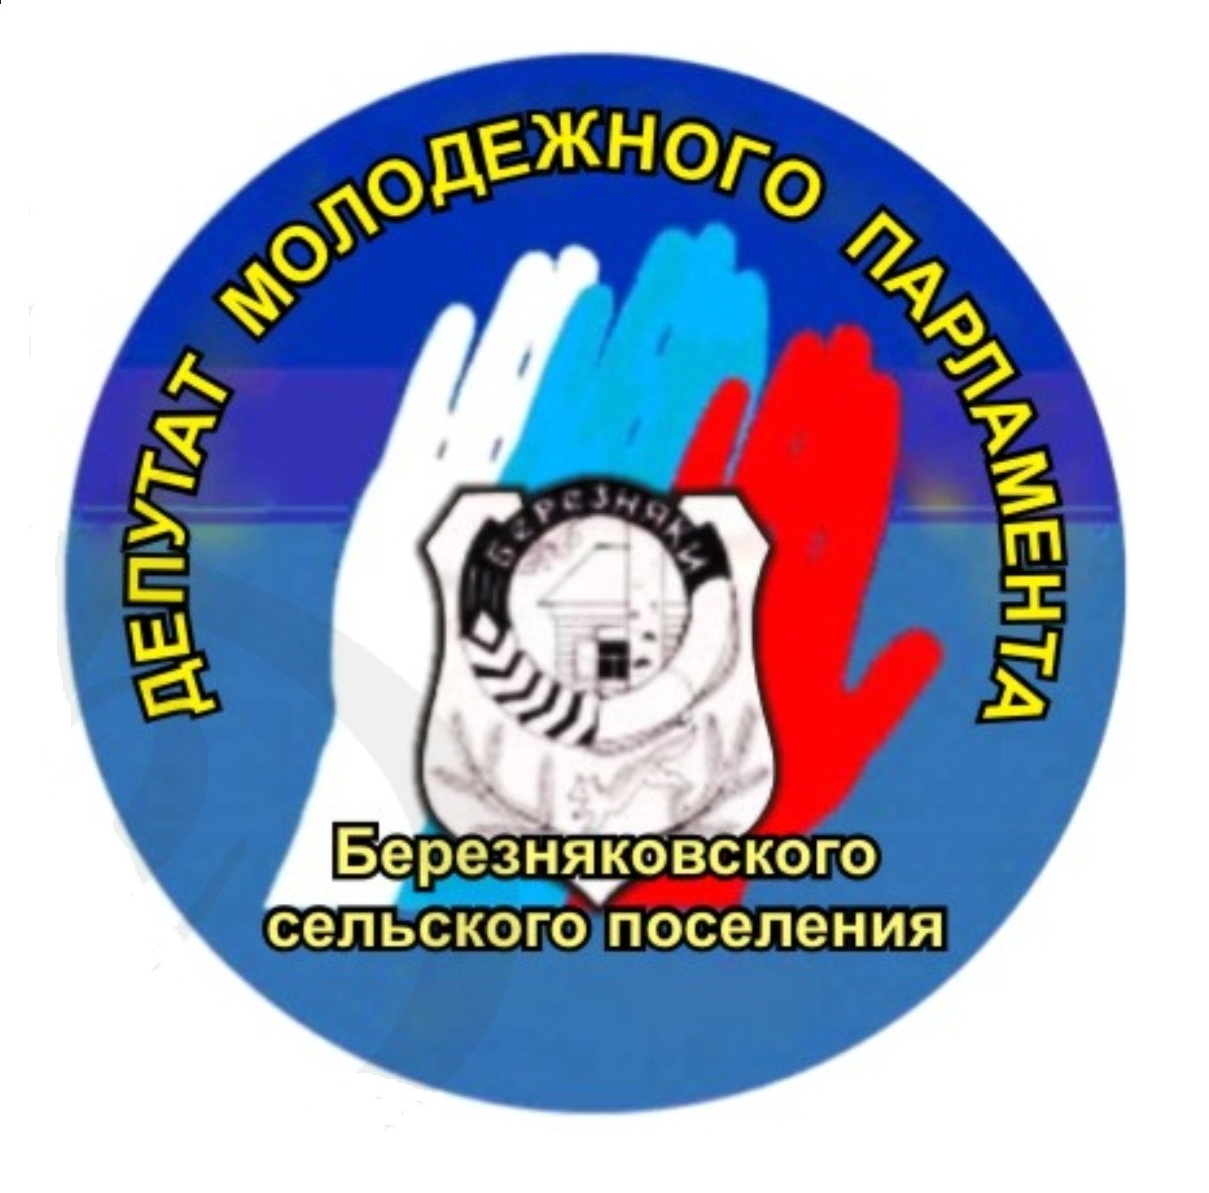 ДЕПУТАТ МОЛОДЕЖНОГО ПАРЛАМЕНТА
БЕРЕЗНЯКИ
Березняковского
сельского поселения